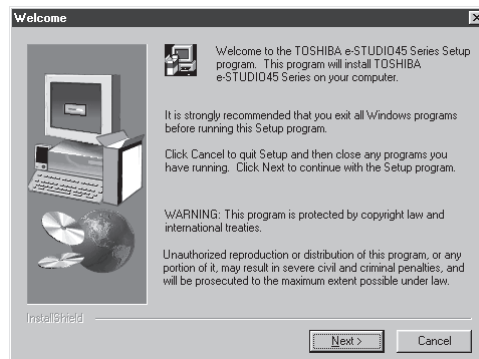 Welcome
Welcome to the TOSHIBA e-STUDIO45 Series Setup
program. This program will install TOSHIBA
e-STUDIO45 Series on your computer.
It is strongly recommended that you exit all Windows programs
before running this Setup program.
Click Cancel to quit Setup and then close any programs you
have running. Click Next to continue with the Setup program.
WARNING: This program is protected by copyright law and
international treaties.
Unauthorized reproduction or distribution of this program, or any
portion of it, may result in severe civil and criminal penalties, and
will be prosecuted to the maximum extent possible under law.
InstallShield
Next >
Cancel